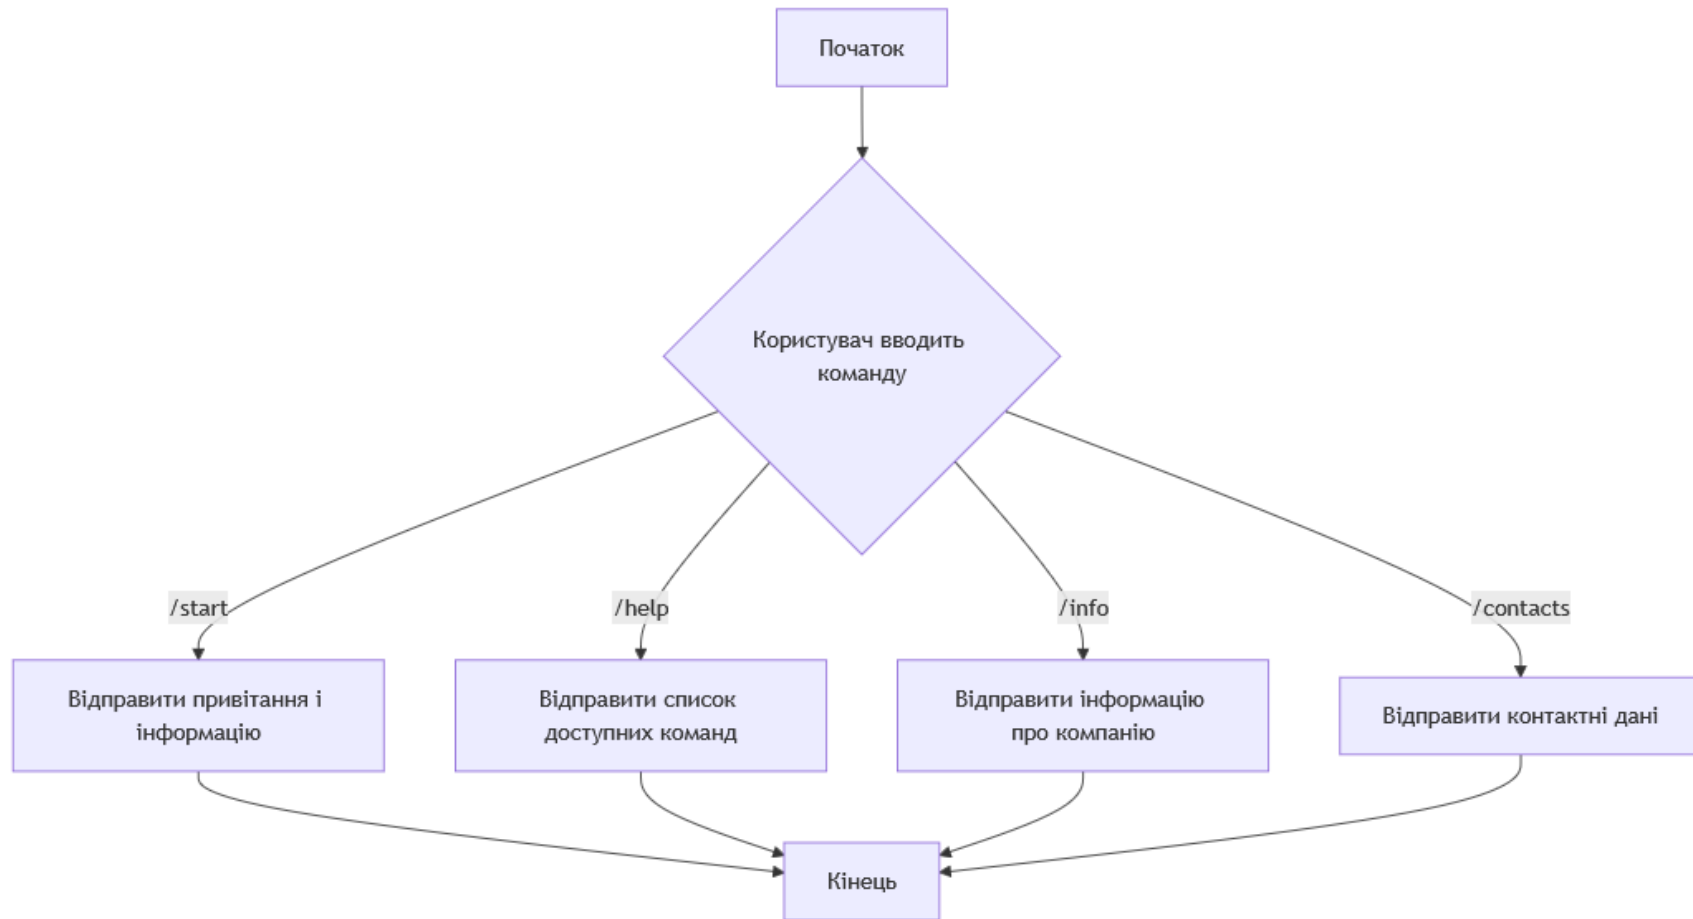 Початок
Користувач вводить
команду
/start
/help
/info
/contacts
Відправити привітання і
інформацію
Відправити список
доступних команд
Відправити інформацію
про компанію
Відправити контактні дані
Кінець